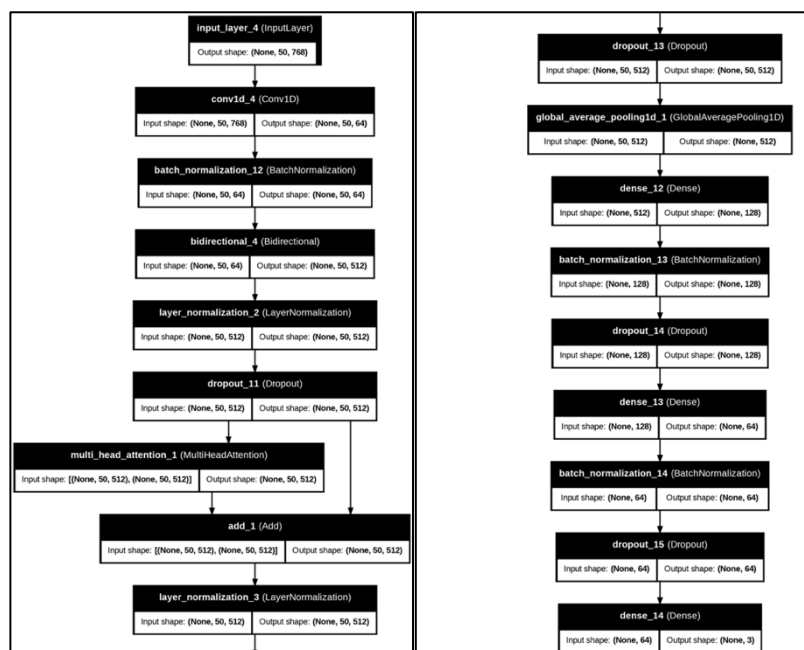 input_layer_4 (InputLayer)
Output shape: (None, 50, 768)
conv1d_4 (Conv1D)
Input shape: (None, 50, 768) Output shape: (None, 50, 64)
batch_normalization_12 (BatchNormalization)
Input shape: (None, 50, 64) Output shape: (None, 50, 64)
bidirectional_4 (Bidirectional)
Input shape: (None, 50, 64) Output shape: (None, 50, 512)
layer_normalization_2 (LayerNormalization)
Input shape: (None, 50, 512) Output shape: (None, 50, 512)
dropout_11 (Dropout)
Input shape: (None, 50, 512) Output shape: (None, 50, 512)
multi_head_attention_1 (MultiHeadAttention)
Input shape: [(None, 50, 512), (None, 50, 512)] Output shape: (None, 50, 512)
add_1 (Add)
Input shape: [(None, 50, 512), (None, 50, 512)] Output shape: (None, 50, 512)
layer_normalization_3 (LayerNormalization)
Input shape: (None, 50, 512) Output shape: (None, 50, 512)
dropout_13 (Dropout)
Input shape: (None, 50, 512) Output shape: (None, 50, 512)
global_average_pooling1d_1 (GlobalAveragePooling1D)
Input shape: (None, 50, 512) Output shape: (None, 512)
dense_12 (Dense)
Input shape: (None, 512) Output shape: (None, 128)
batch_normalization_13 (BatchNormalization)
Input shape: (None, 128) Output shape: (None, 128)
dropout_14 (Dropout)
Input shape: (None, 128) Output shape: (None, 128)
dense_13 (Dense)
Input shape: (None, 128) Output shape: (None, 64)
batch_normalization_14 (BatchNormalization)
Input shape: (None, 64) Output shape: (None, 64)
dropout_15 (Dropout)
Input shape: (None, 64) Output shape: (None, 64)
dense_14 (Dense)
Input shape: (None, 64) Output shape: (None, 3)